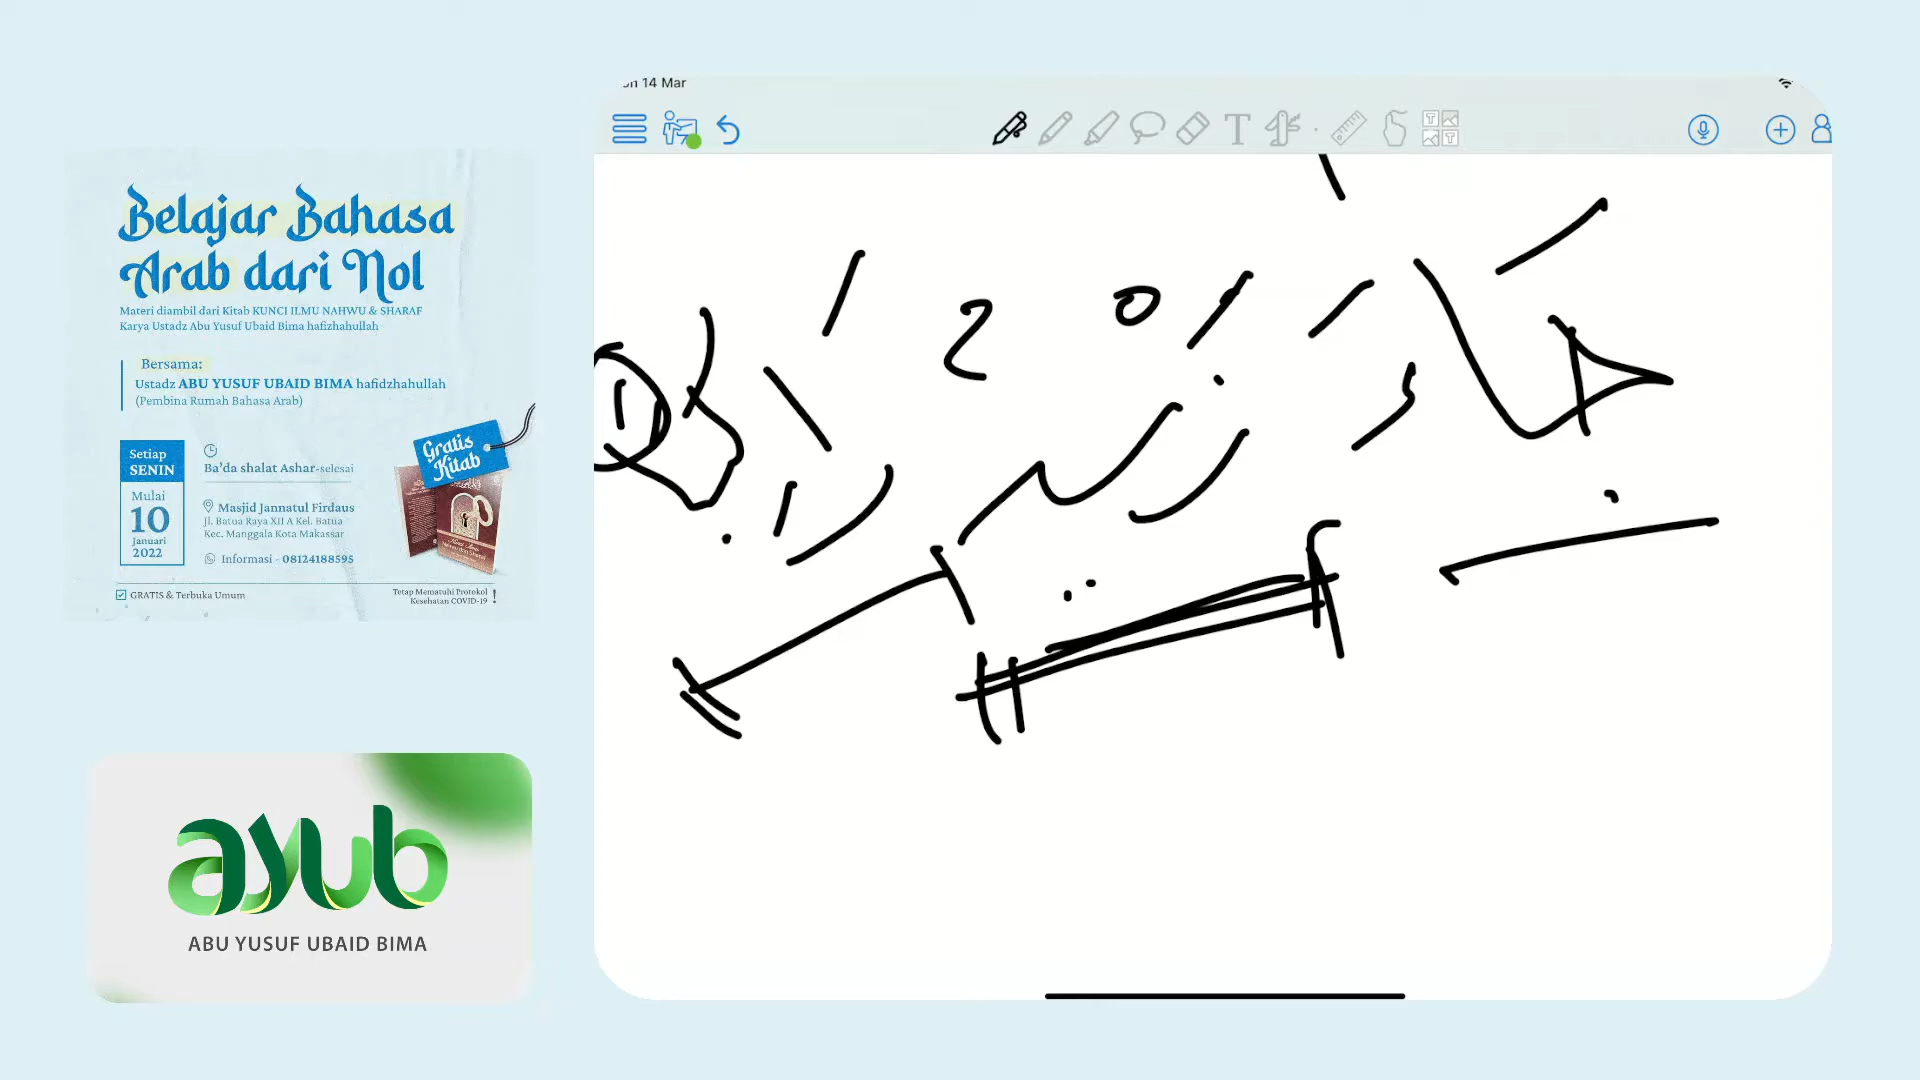 Belajar Bahasa
Arab dari Nol
Materi diambil dari Kitab KUNCI ILMU NAHWU & SHARAF
Karya Ustadz Abu Yusuf Ubaid Bima hafizhahullah
Bersama:
Ustadz ABU YUSUF UBAID BIMA hafidzhahullah
(Pembina Rumah Bahasa Arab)
Setiap
SENIN
Mulai
10
Januari
2022
Ba'da shalat Ashar-selesai
Masjid Jannatul Firdaus
Jl. Batua Raya XII A Kel. Batua
Kec. Manggala Kota Makassar
Informasi - 08124188595
Gratis
Kitab
GRATIS & Terbuka Umum
Tetap Mematuhi Protokol
Kesehatan COVID-19 !
ayub
ABU YUSUF UBAID BIMA
14 Mar
T
جَاءَ زَيْدٌ